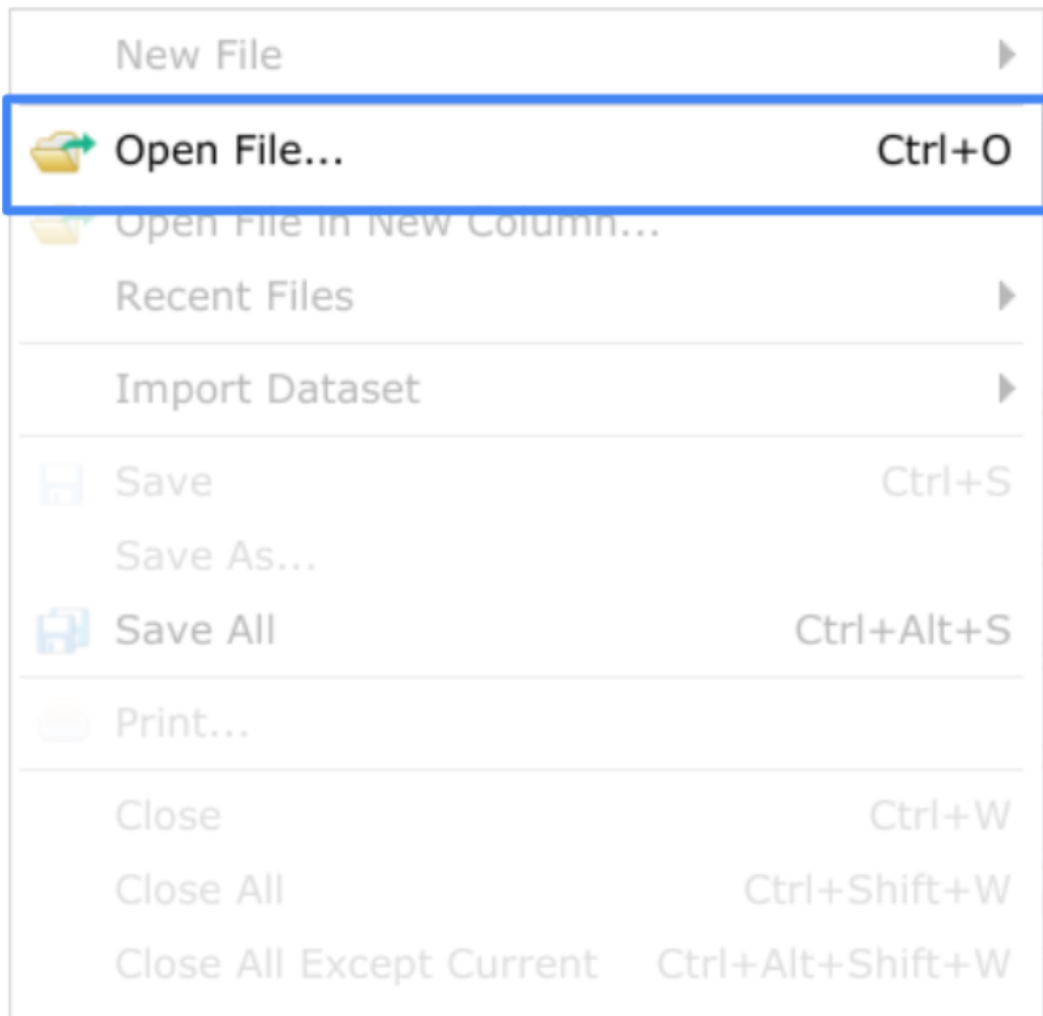 New File
Open File... Ctrl+O
Open File in New Column...
Recent Files
Import Dataset
Save Ctrl+S
Save As...
Save All Ctrl+Alt+S
Print...
Close Ctrl+W
Close All Ctrl+Shift+W
Close All Except Current Ctrl+Alt+Shift+W